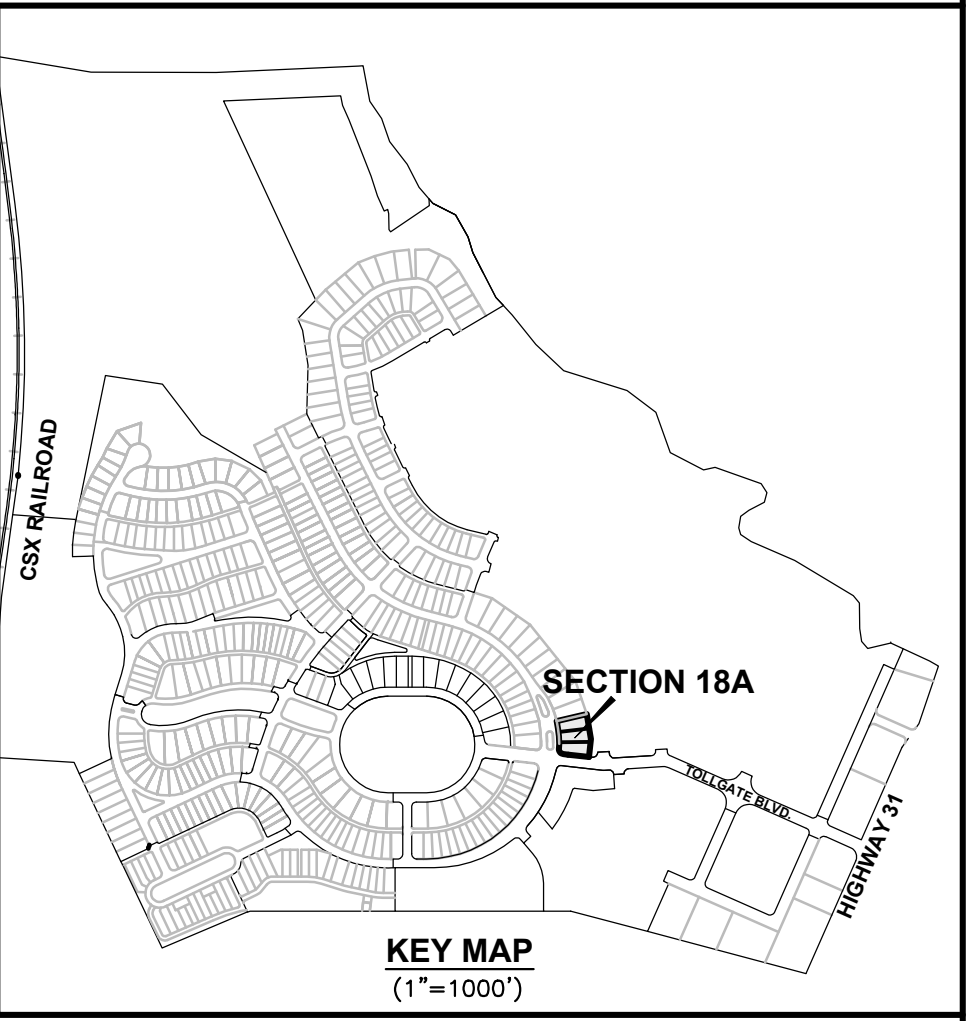 CSX RAILROAD
SECTION 18A
TOLLGATE BLVD.
HIGHWAY 31
KEY MAP
(1"=1000')